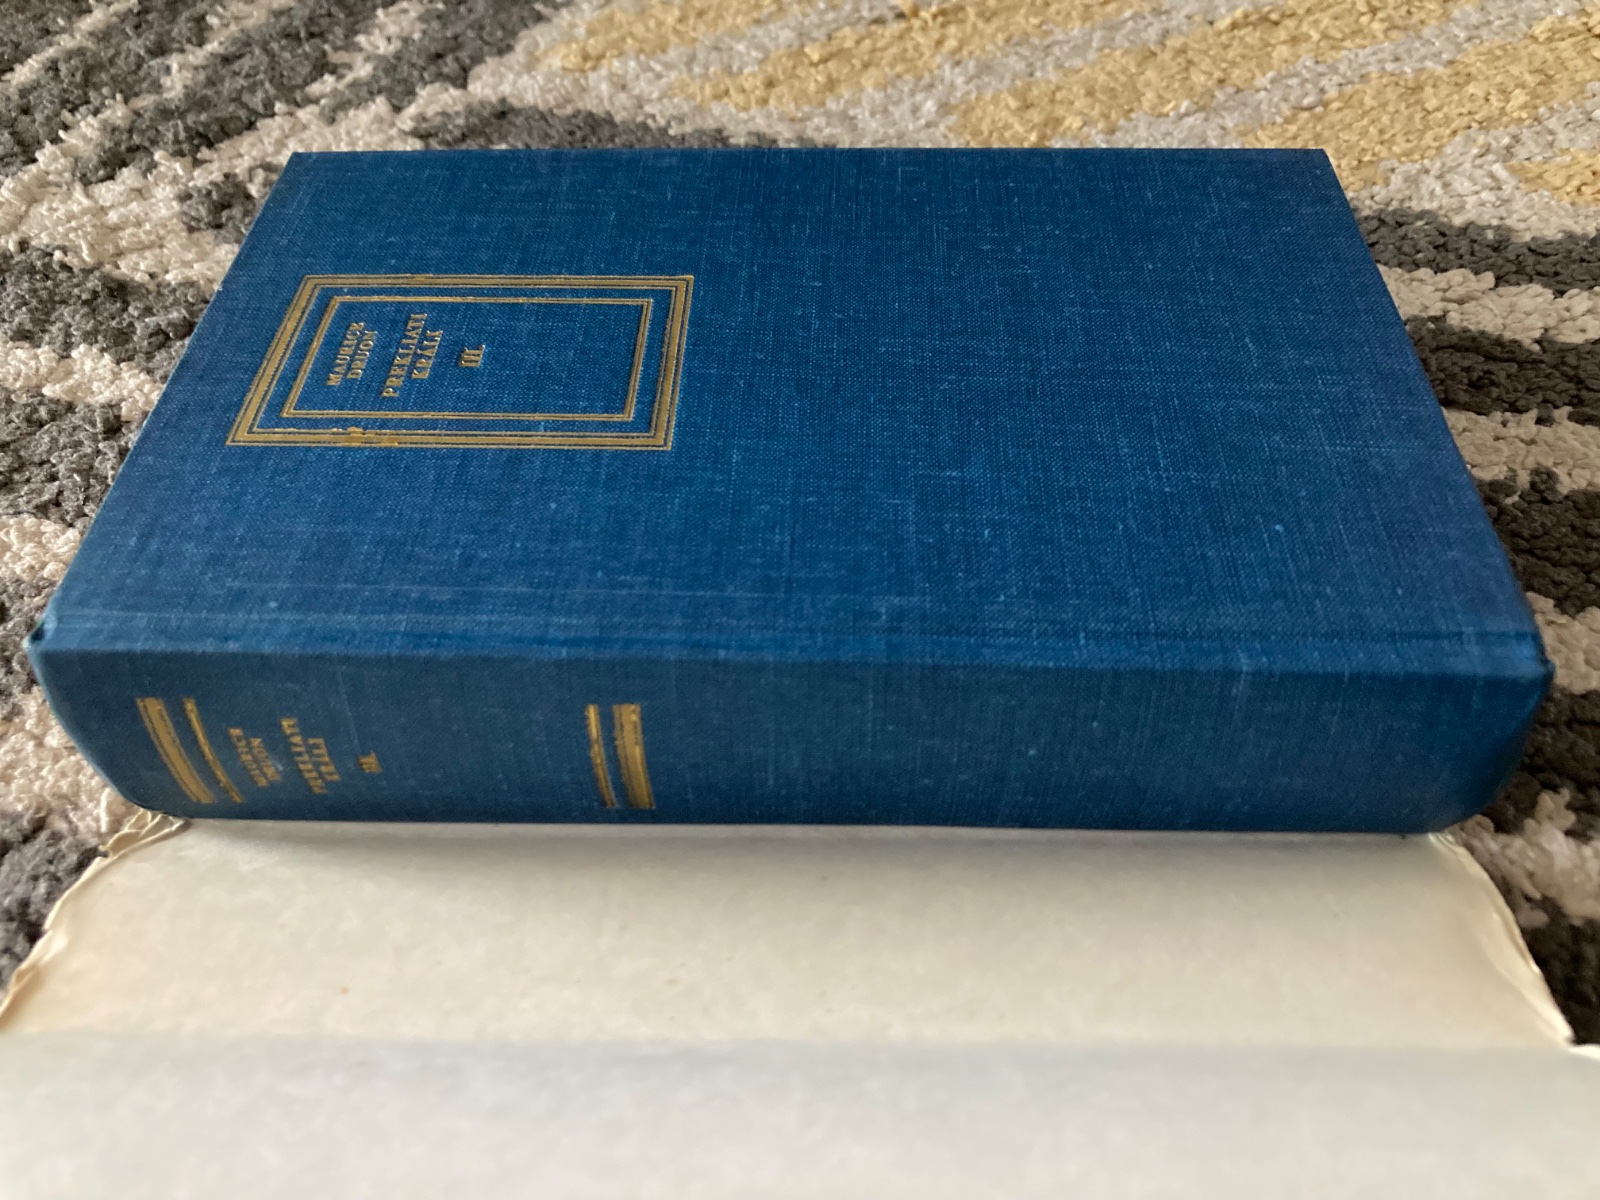 MAURICE
DRUON
PREKLIATI
KRÁLI
III.
MAURICE
DRUON
PREKLIATI
KRÁLI
III.